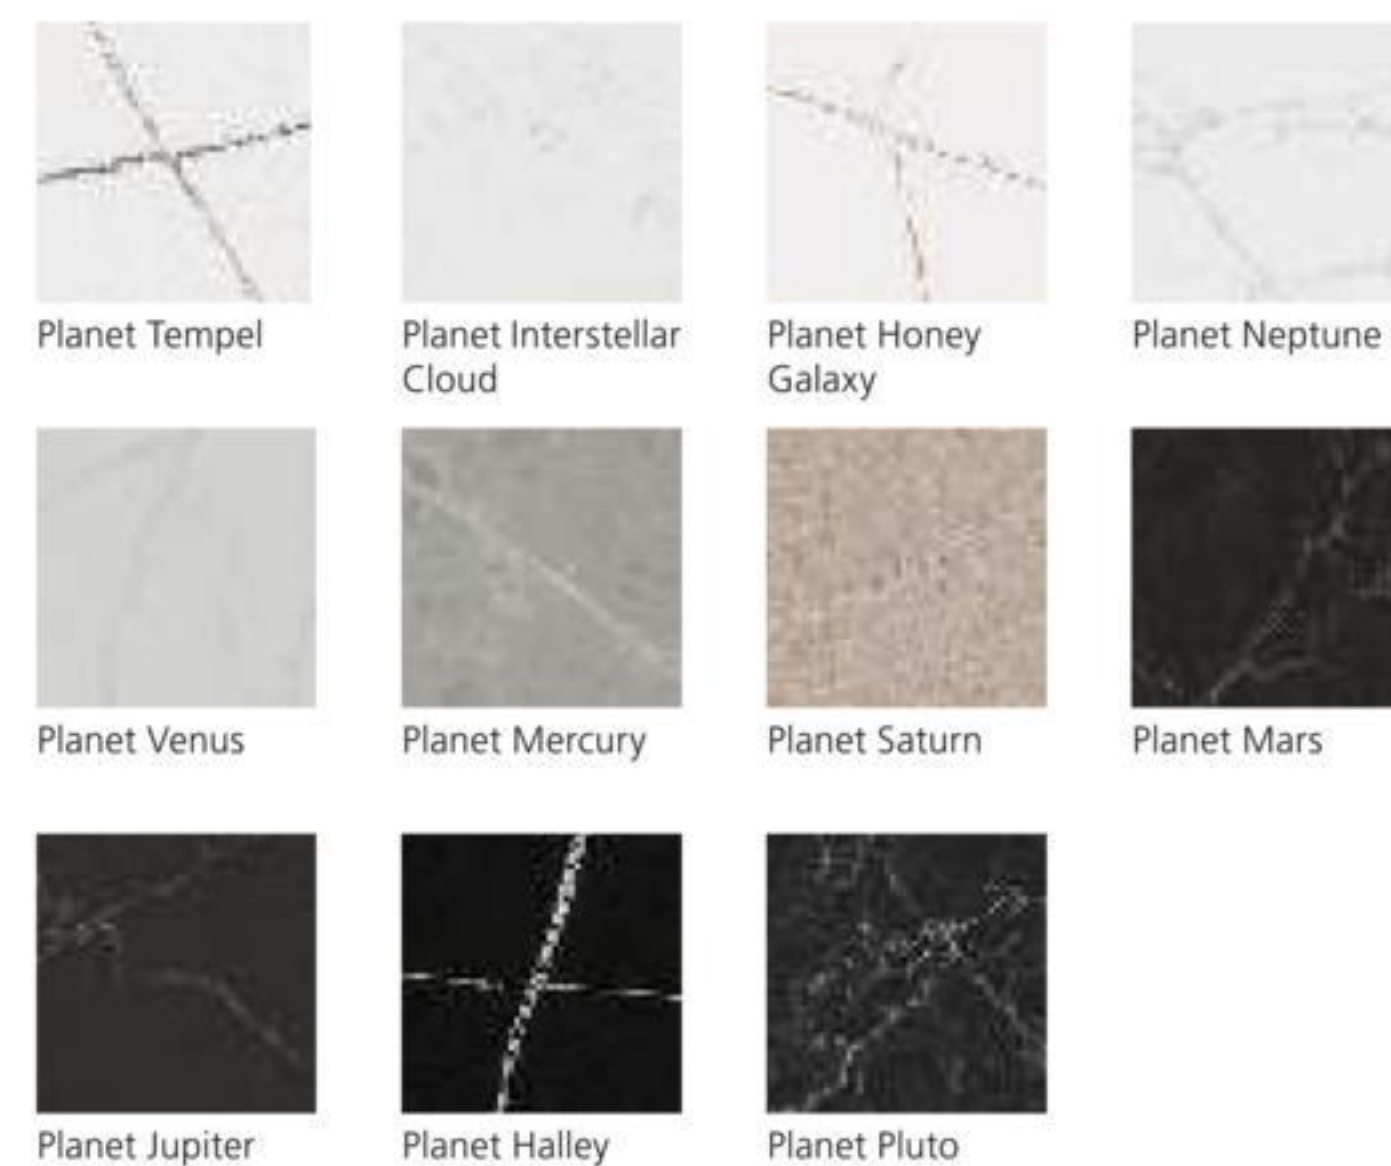 Planet Tempel
Planet Interstellar
Cloud
Planet Honey
Galaxy
Planet Neptune
Planet Venus
Planet Mercury
Planet Saturn
Planet Mars
Planet Jupiter
Planet Halley
Planet Pluto